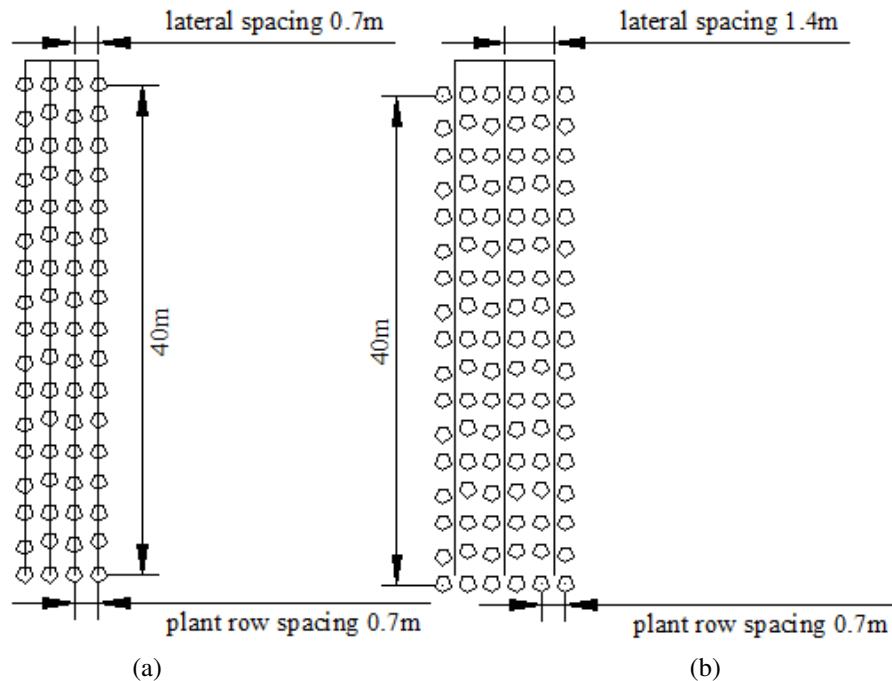 lateral spacing 0.7m
lateral spacing 1.4m
40m
40m
plant row spacing 0.7m
plant row spacing 0.7m
(a)
(b)